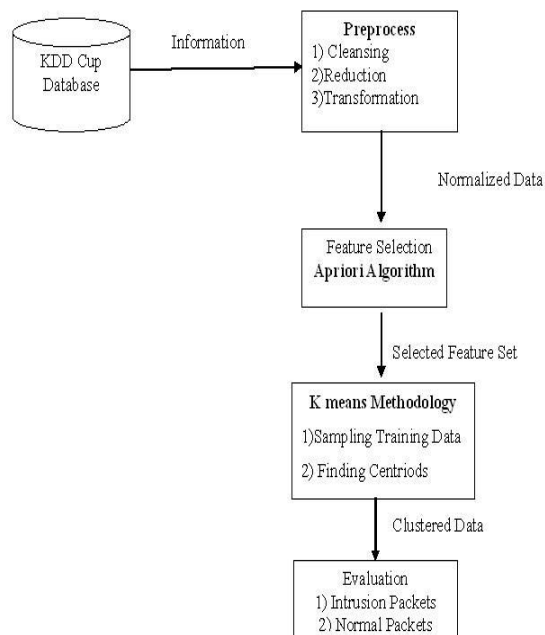 KDD Cup
Database
Information
Preprocess
1) Cleansing
2)Reduction
3)Transformation
Normalized Data
Feature Selection
Apriori Algorithm
Selected Feature Set
K means Methodology
1)Sampling Training Data
2) Finding Centriods
Clustered Data
Evaluation
1) Intrusion Packets
2) Normal Packets